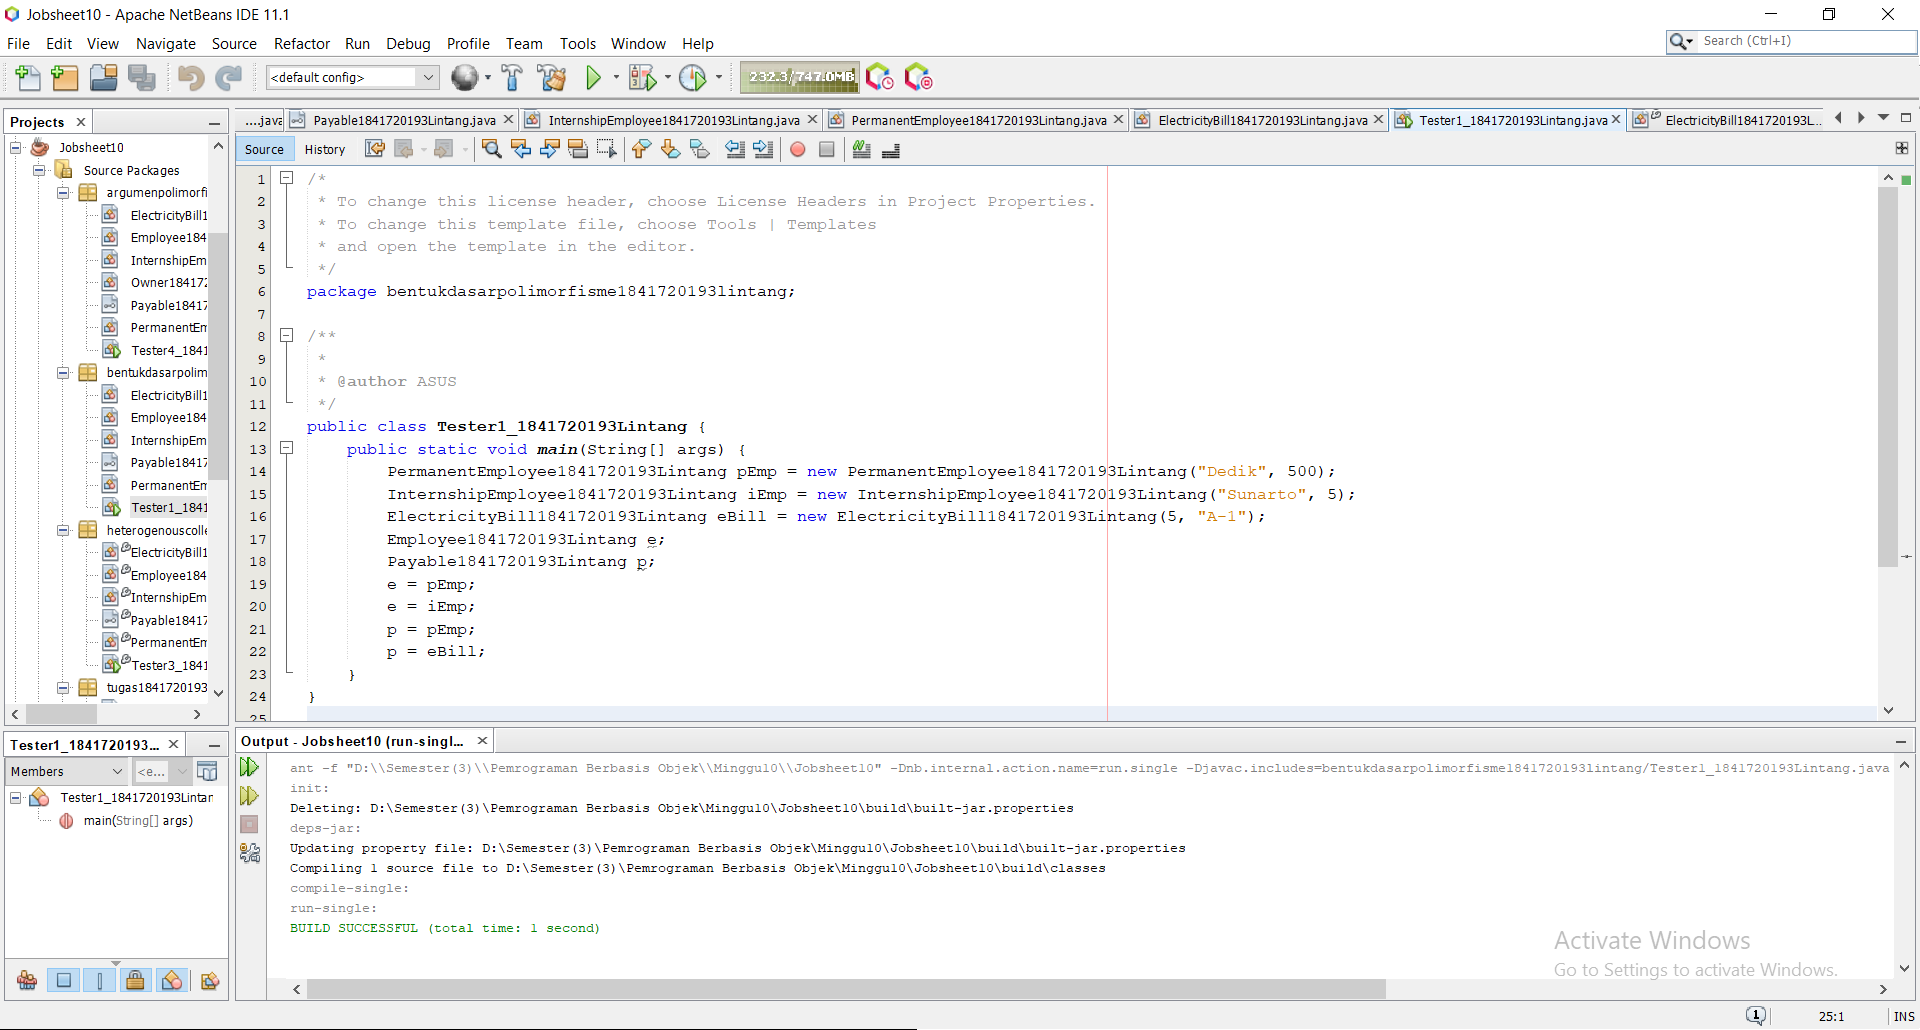 Jobsheet10 - Apache NetBeans IDE 11.1
File Edit View Navigate Source Refactor Run Debug Profile Team Tools Window Help
Search (Ctrl+I)
<default config>
232.3/747.0MB
Projects
....java
Payable1841720193Lintang.java
InternshipEmployee1841720193Lintang.java
PermanentEmployee1841720193Lintang.java
ElectricityBill1841720193Lintang.java
Tester1_1841720193Lintang.java
ElectricityBill1841720193L...
Source History
Jobsheet10
Source Packages
argumenpolimorfi
ElectricityBill1
Employee184
InternshipEm
Owner184172
Payable18417
PermanentEm
Tester4_1841
bentukdasarpolim
ElectricityBill1
Employee184
InternshipEm
Payable18417
PermanentEm
Tester1_1841
heterogenouscolle
ElectricityBill1
Employee184
InternshipEm
Payable18417
PermanentEm
Tester3_1841
tugas1841720193
1 /*
2 * To change this license header, choose License Headers in Project Properties.
3 * To change this template file, choose Tools | Templates
4 * and open the template in the editor.
5 */
6 package bentukdasarpolimorfisme1841720193lintang;
7
8 /**
9 *
10 * @author ASUS
11 */
12 public class Tester1_1841720193Lintang {
13 public static void main(String[] args) {
14 PermanentEmployee1841720193Lintang pEmp = new PermanentEmployee1841720193Lintang("Dedik", 500);
15 InternshipEmployee1841720193Lintang iEmp = new InternshipEmployee1841720193Lintang("Sunarto", 5);
16 ElectricityBill1841720193Lintang eBill = new ElectricityBill1841720193Lintang(5, "A-1");
17 Employee1841720193Lintang e;
18 Payable1841720193Lintang p;
19 e = pEmp;
20 e = iEmp;
21 p = pEmp;
22 p = eBill;
23 }
24 }
25
Tester1_184172​0193...
Members
<e...
Tester1_1841720193Lintan
main(String[] args)
Output - Jobsheet10 (run-singl...
ant -f "D:\\Semester(3)\\Pemrograman Berbasis Objek\\Minggu10\\Jobsheet10" -Dnb.internal.action.name=run.single -Djavac.includes=bentukdasarpolimorfisme1841720193lintang/Tester1_1841720193Lintang.java
init:
Deleting: D:\Semester(3)\Pemrograman Berbasis Objek\Minggu10\Jobsheet10\build\built-jar.properties
deps-jar:
Updating property file: D:\Semester(3)\Pemrograman Berbasis Objek\Minggu10\Jobsheet10\build\built-jar.properties
Compiling 1 source file to D:\Semester(3)\Pemrograman Berbasis Objek\Minggu10\Jobsheet10\build\classes
compile-single:
run-single:
BUILD SUCCESSFUL (total time: 1 second)
Activate Windows
Go to Settings to activate Windows.
1
25:1
INS